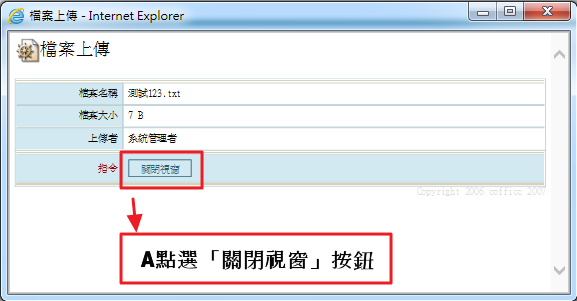 檔案上傳 - Internet Explorer
檔案上傳
檔案名稱 測試123.txt
檔案大小 7 B
上傳者 系統管理者
指令 關閉視窗
Copyright 2006 eoffice 2007
A點選「關閉視窗」按鈕